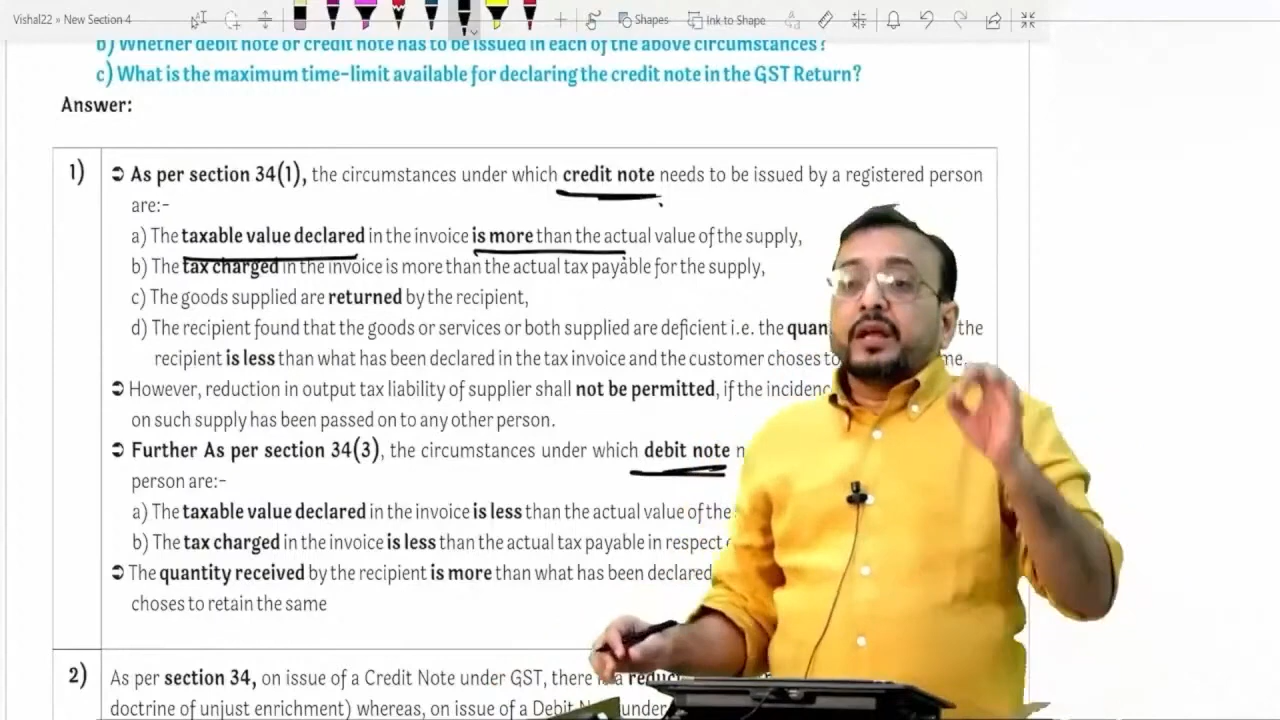 Vishal22 » New Section 4
Shapes
Ink to Shape
b) Whether debit note or credit note has to be issued in each of the above circumstances?
c) What is the maximum time-limit available for declaring the credit note in the GST Return?
Answer:
1) ➲ As per section 34(1), the circumstances under which credit note needs to be issued by a registered person
are:-
a) The taxable value declared in the invoice is more than the actual value of the supply,
b) The tax charged in the invoice is more than the actual tax payable for the supply,
c) The goods supplied are returned by the recipient,
d) The recipient found that the goods or services or both supplied are deficient i.e. the the
recipient is less than what has been declared in the tax invoice and the customer choses to
➲ However, reduction in output tax liability of supplier shall not be permitted, if the
on such supply has been passed on to any other person.
➲ Further As per section 34(3), the circumstances under which debit note
person are:-
a) The taxable value declared in the invoice is less than the actual value of the
b) The tax charged in the invoice is less than the actual tax payable in respect
➲ The quantity received by the recipient is more than what has been declared
choses to retain the same
2) As per section 34, on issue of a Credit Note under GST, there a
doctrine of unjust enrichment) whereas, on issue of a Debit under